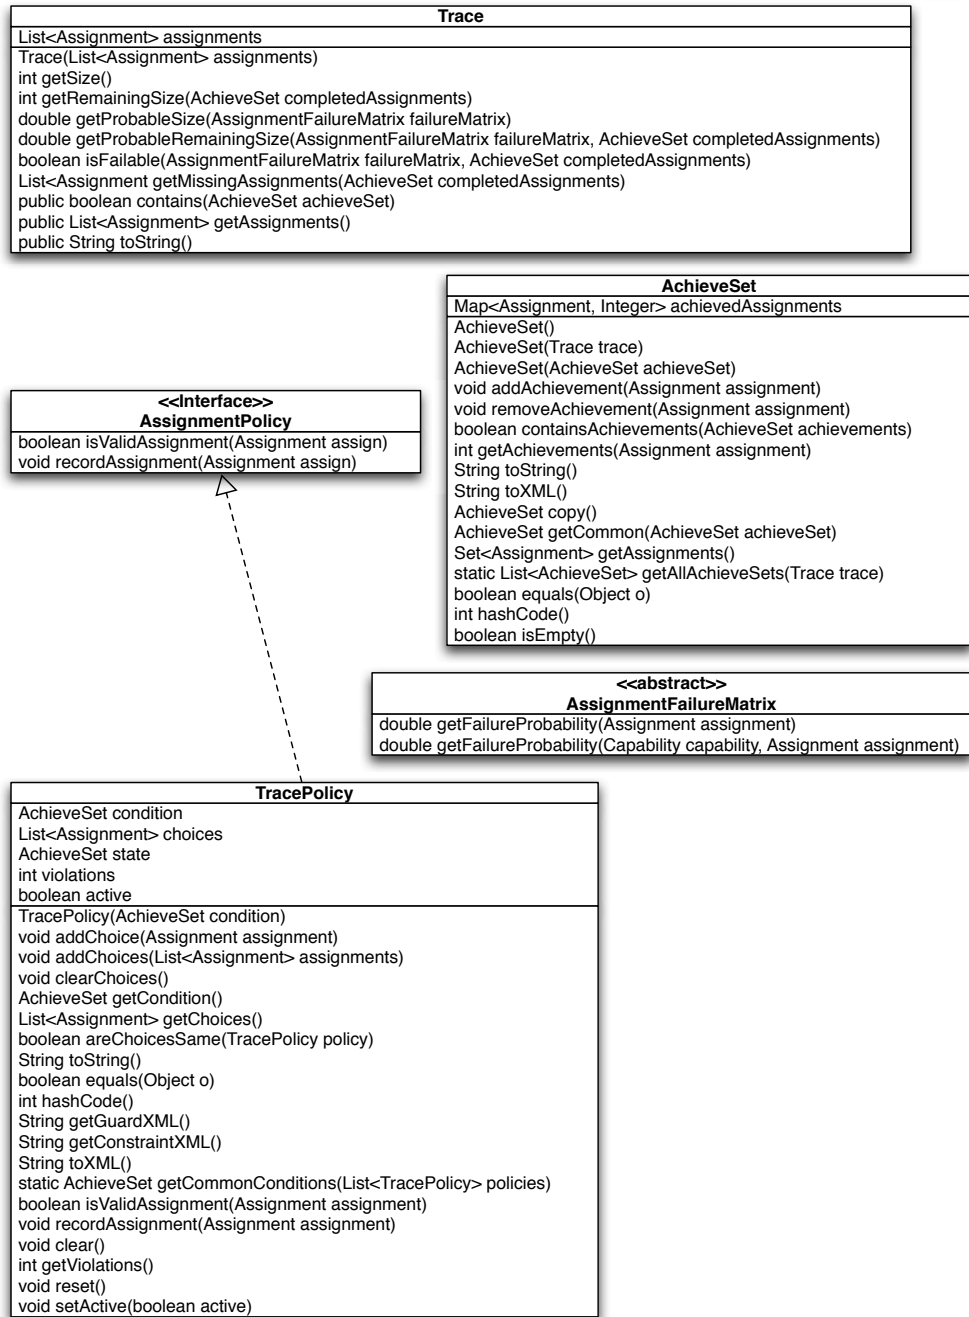 Trace
List<Assignment> assignments
Trace(List<Assignment> assignments)
int getSize()
int getRemainingSize(AchieveSet completedAssignments)
double getProbableSize(AssignmentFailureMatrix failureMatrix)
double getProbableRemainingSize(AssignmentFailureMatrix failureMatrix, AchieveSet completedAssignments)
boolean isFailable(AssignmentFailureMatrix failureMatrix, AchieveSet completedAssignments)
List<Assignment getMissingAssignments(AchieveSet completedAssignments)
public boolean contains(AchieveSet achieveSet)
public List<Assignment> getAssignments()
public String toString()
AchieveSet
Map<Assignment, Integer> achievedAssignments
AchieveSet()
AchieveSet(Trace trace)
AchieveSet(AchieveSet achieveSet)
void addAchievement(Assignment assignment)
void removeAchievement(Assignment assignment)
boolean containsAchievements(AchieveSet achievements)
int getAchievements(Assignment assignment)
String toString()
String toXML()
AchieveSet copy()
AchieveSet getCommon(AchieveSet achieveSet)
Set<Assignment> getAssignments()
static List<AchieveSet> getAllAchieveSets(Trace trace)
boolean equals(Object o)
int hashCode()
boolean isEmpty()
<<Interface>>
AssignmentPolicy
boolean isValidAssignment(Assignment assign)
void recordAssignment(Assignment assign)
<<abstract>>
AssignmentFailureMatrix
double getFailureProbability(Assignment assignment)
double getFailureProbability(Capability capability, Assignment assignment)
TracePolicy
AchieveSet condition
List<Assignment> choices
AchieveSet state
int violations
boolean active
TracePolicy(AchieveSet condition)
void addChoice(Assignment assignment)
void addChoices(List<Assignment> assignments)
void clearChoices()
AchieveSet getCondition()
List<Assignment> getChoices()
boolean areChoicesSame(TracePolicy policy)
String toString()
boolean equals(Object o)
int hashCode()
String getGuardXML()
String getConstraintXML()
String toXML()
static AchieveSet getCommonConditions(List<TracePolicy> policies)
boolean isValidAssignment(Assignment assignment)
void recordAssignment(Assignment assignment)
void clear()
int getViolations()
void reset()
void setActive(boolean active)